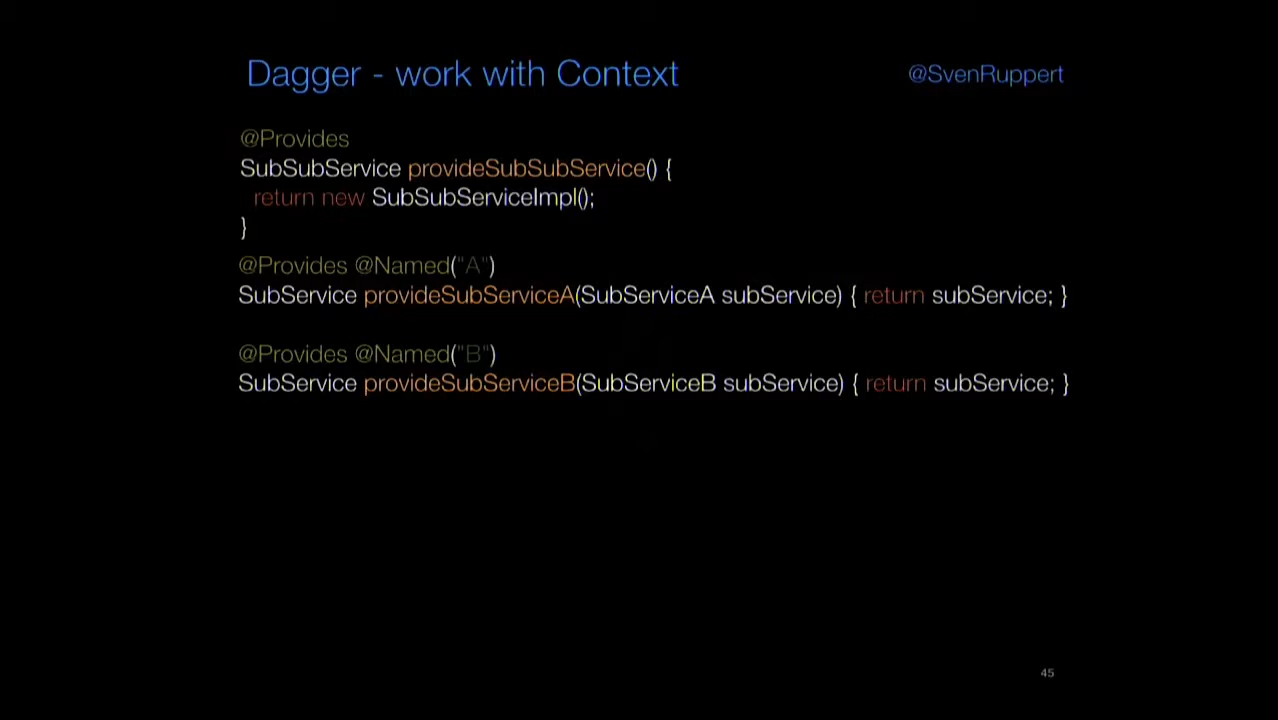 Dagger - work with Context
@SvenRuppert
@Provides
SubSubService provideSubSubService() {
return new SubSubServiceImpl();
}
@Provides @Named("A")
SubService provideSubServiceA(SubServiceA subService) { return subService; }
@Provides @Named("B")
SubService provideSubServiceB(SubServiceB subService) { return subService; }
45